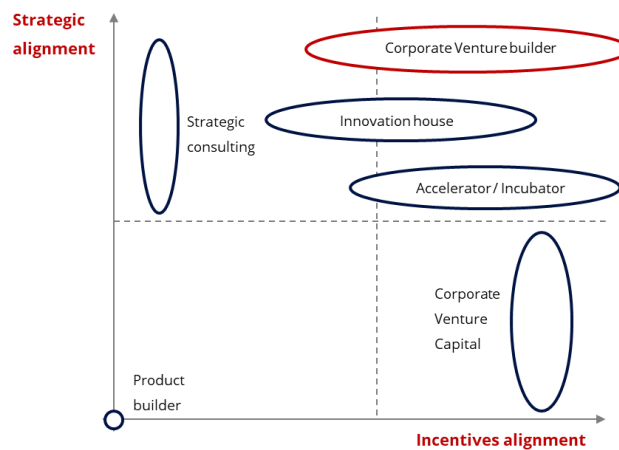 Strategic
alignment
Corporate Venture builder
Strategic
consulting
Innovation house
Accelerator / Incubator
Corporate
Venture
Capital
Product
builder
Incentives alignment